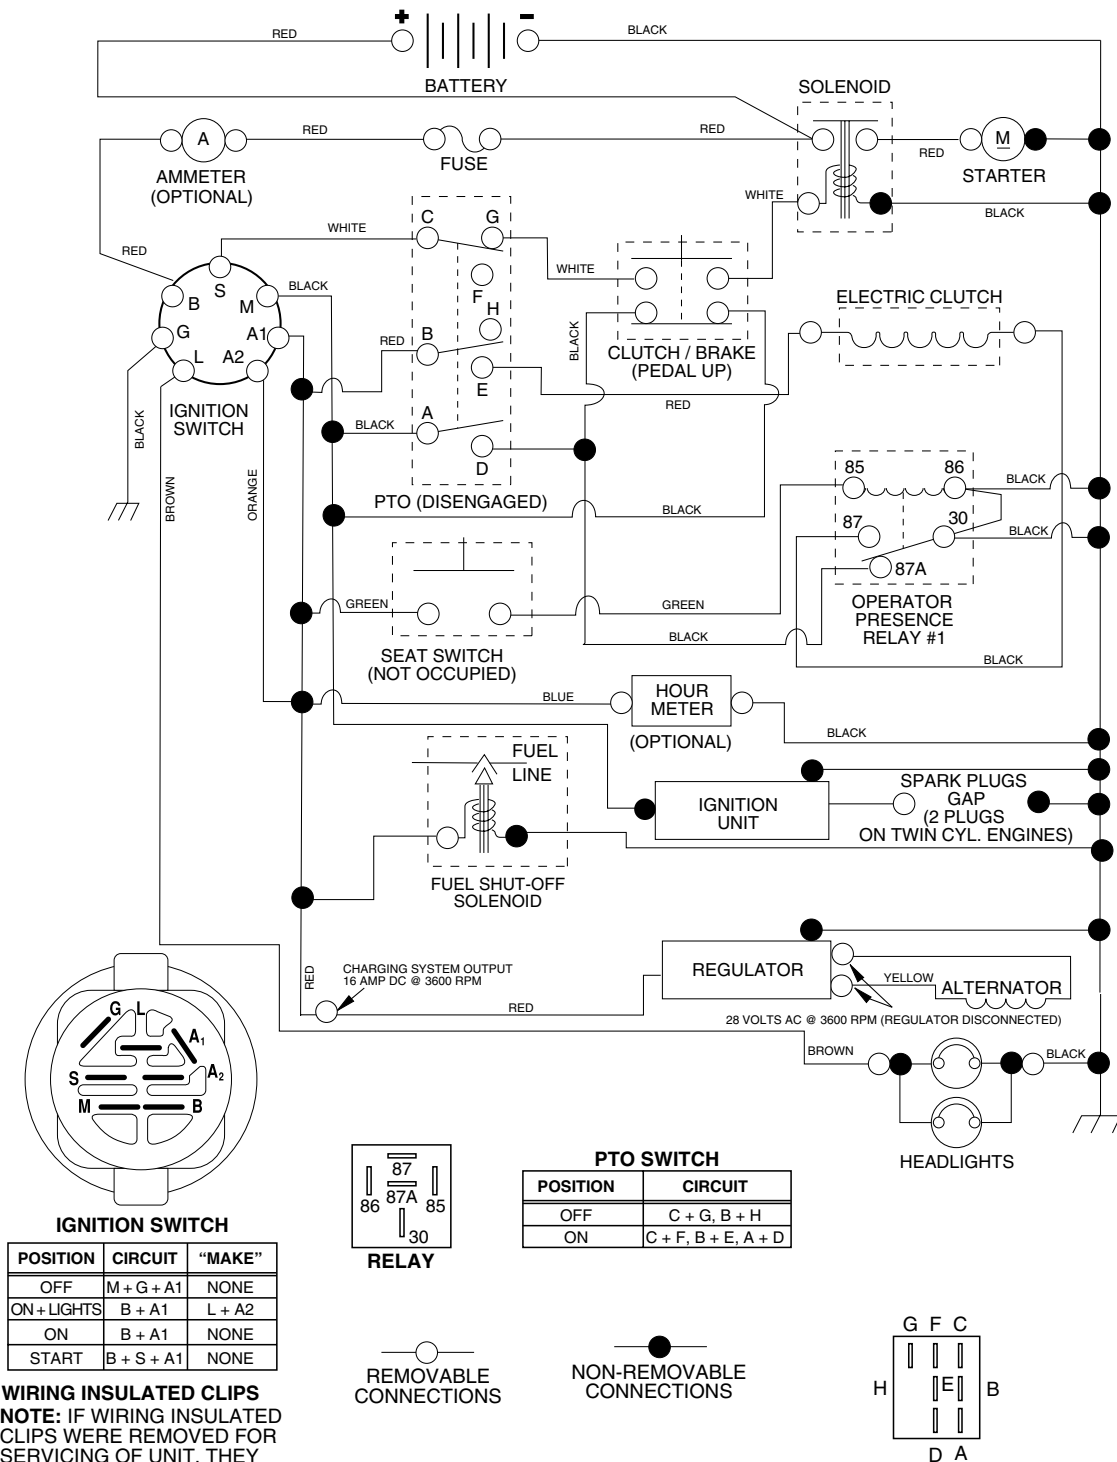 + -
RED BLACK
BATTERY
SOLENOID
RED RED
A
FUSE
M
RED
AMMETER
(OPTIONAL)
STARTER
WHITE
BLACK
C G
WHITE
RED
WHITE
S
B
M
BLACK
F
H
ELECTRIC CLUTCH
G
A1
RED
B
BLACK
CLUTCH / BRAKE
(PEDAL UP)
L A2
E
RED
IGNITION
SWITCH
BLACK
BLACK
A
D
85 86
BLACK
BROWN
ORANGE
PTO (DISENGAGED)
BLACK
87
30
BLACK
87A
GREEN
GREEN
OPERATOR
PRESENCE
RELAY #1
BLACK
SEAT SWITCH
(NOT OCCUPIED)
BLACK
BLUE
HOUR
METER
(OPTIONAL)
BLACK
FUEL
LINE
IGNITION
UNIT
SPARK PLUGS
GAP
(2 PLUGS
ON TWIN CYL. ENGINES)
FUEL SHUT-OFF
SOLENOID
RED
CHARGING SYSTEM OUTPUT
16 AMP DC @ 3600 RPM
RED
REGULATOR
YELLOW
ALTERNATOR
28 VOLTS AC @ 3600 RPM (REGULATOR DISCONNECTED)
BROWN
BLACK
HEADLIGHTS
G L
A1
S
A2
M
B
IGNITION SWITCH
POSITION CIRCUIT “MAKE”
OFF M + G + A1 NONE
ON + LIGHTS B + A1 L + A2
ON B + A1 NONE
START B + S + A1 NONE
87
87A
86
85
30
RELAY
PTO SWITCH
POSITION CIRCUIT
OFF C + G, B + H
ON C + F, B + E, A + D
REMOVABLE
CONNECTIONS
NON-REMOVABLE
CONNECTIONS
G F C
H E B
D A
WIRING INSULATED CLIPS
NOTE: IF WIRING INSULATED
CLIPS WERE REMOVED FOR
SERVICING OF UNIT, THEY